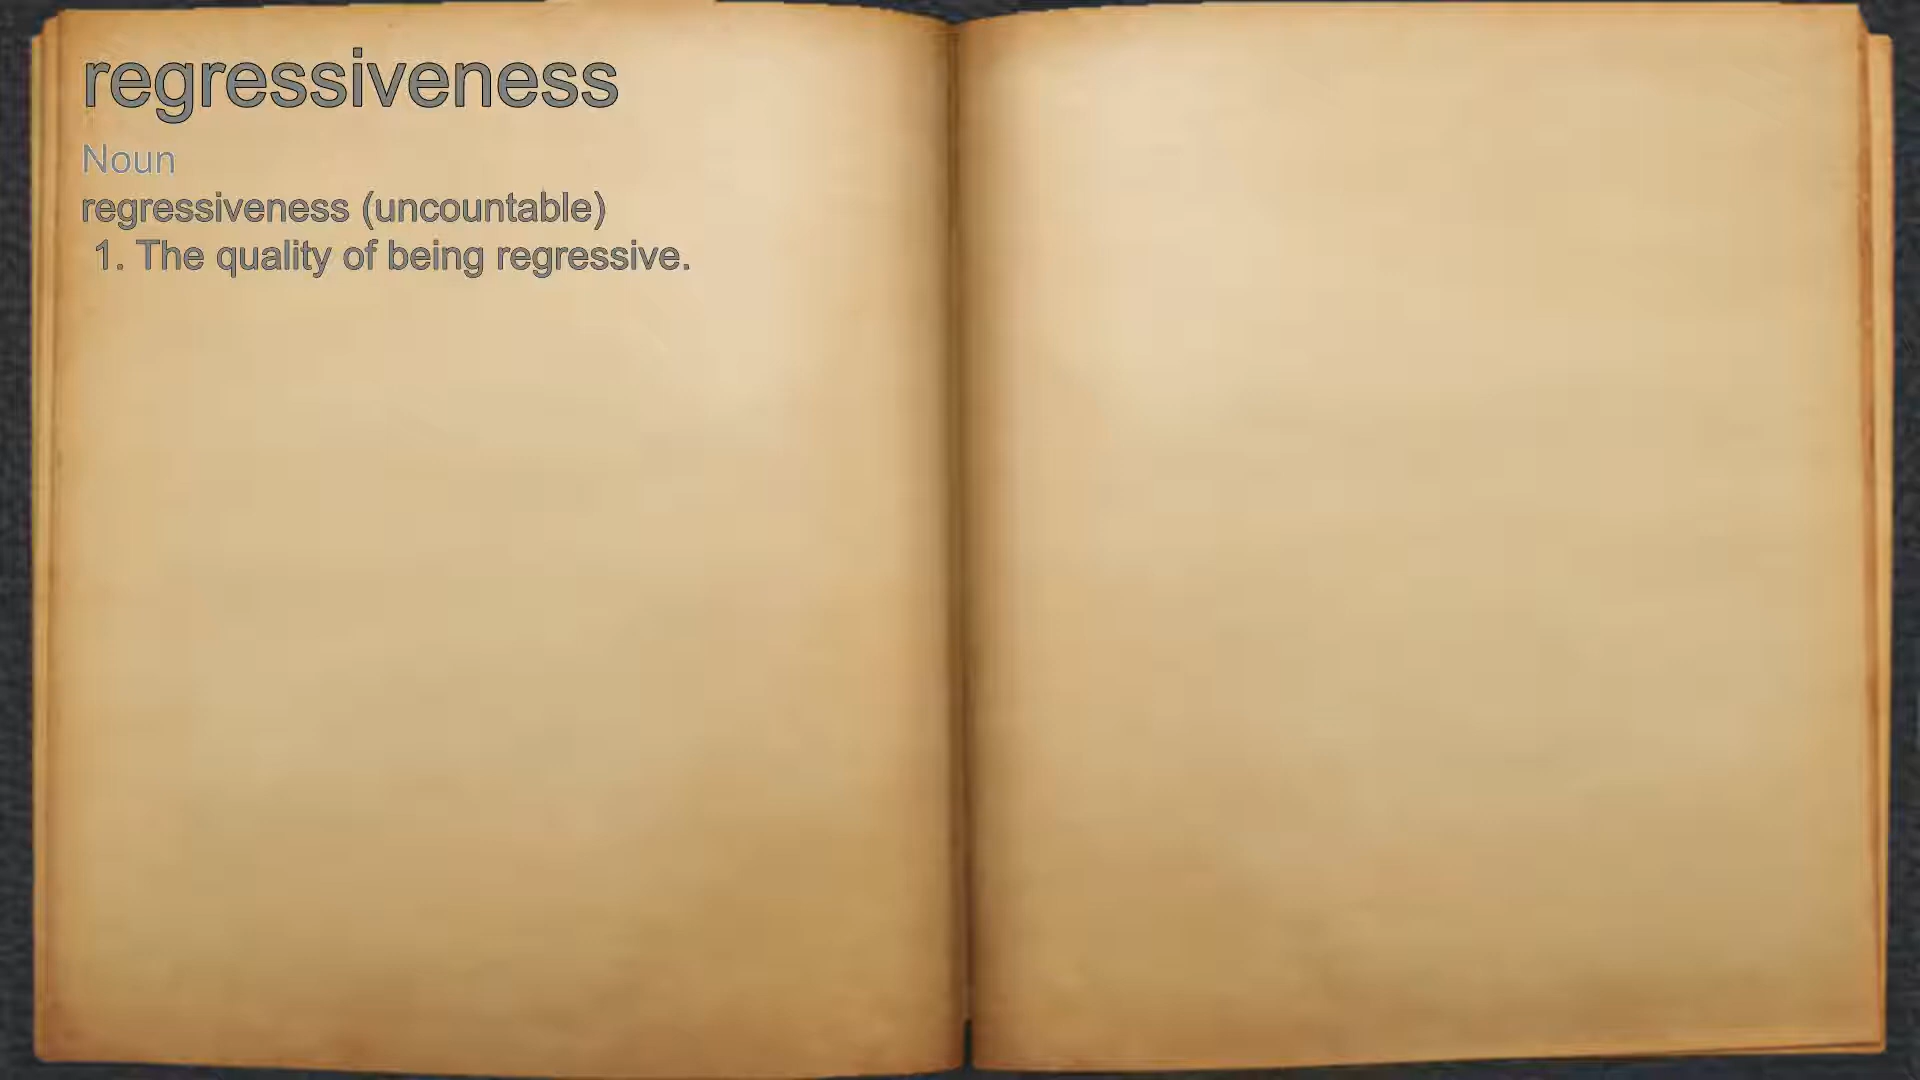 regressiveness
Noun
regressiveness (uncountable)
1. The quality of being regressive.